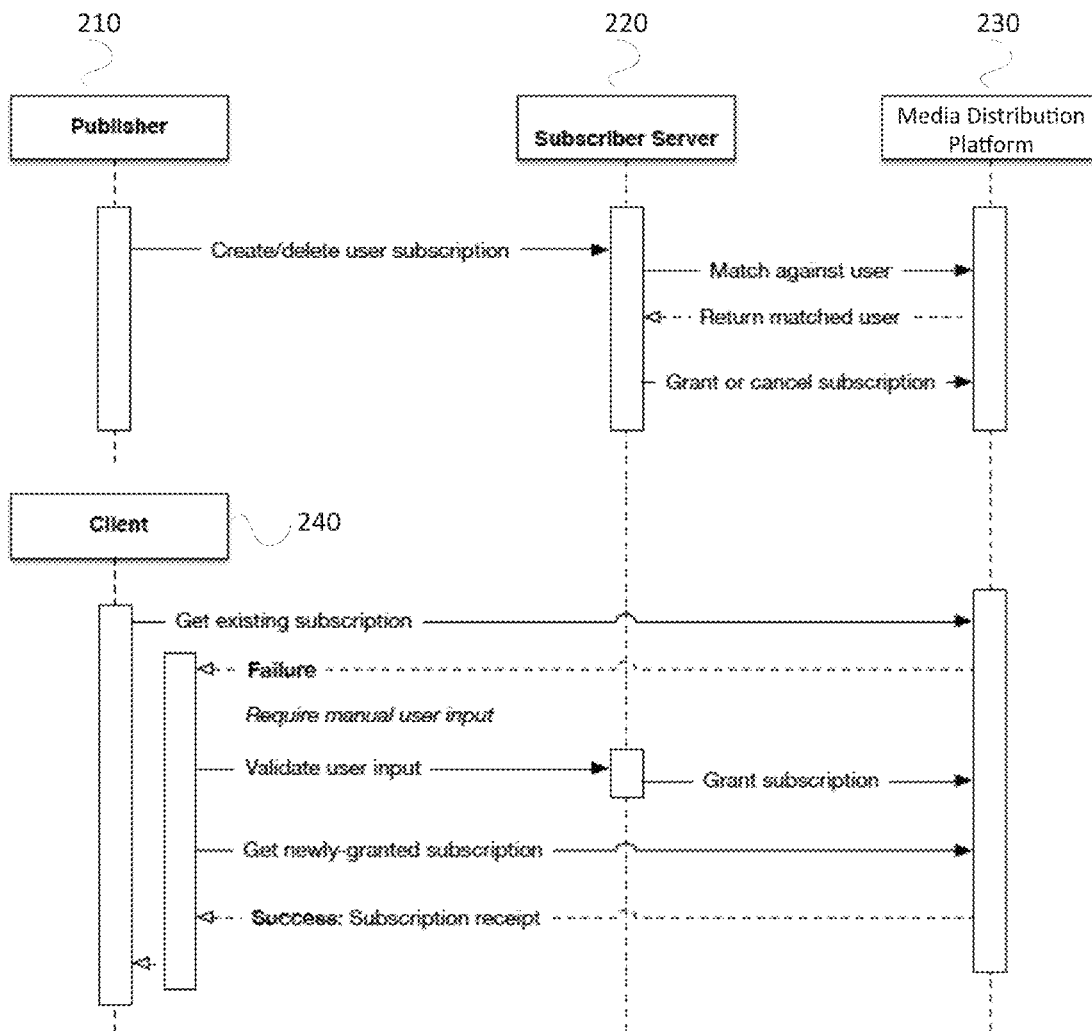 210
220
230
Publisher
Subscriber Server
Media Distribution
Platform
Create/delete user subscription
Match against user
Return matched user
Grant or cancel subscription
Client
240
Get existing subscription
Failure
Require manual user input
Validate user input
Grant subscription
Get newly-granted subscription
Success: Subscription receipt